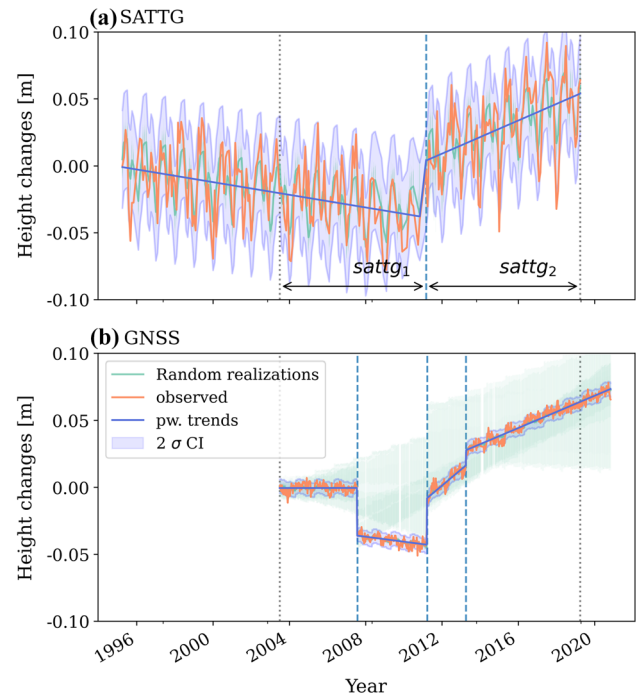 (a) SATTG
0.10
0.05
0.00
-0.05
-0.10
Height changes [m]
sattg1
sattg2
(b) GNSS
0.10
0.05
0.00
-0.05
-0.10
Height changes [m]
Random realizations
observed
pw. trends
2 σ CI
1996
2000
2004
2008
2012
2016
2020
Year